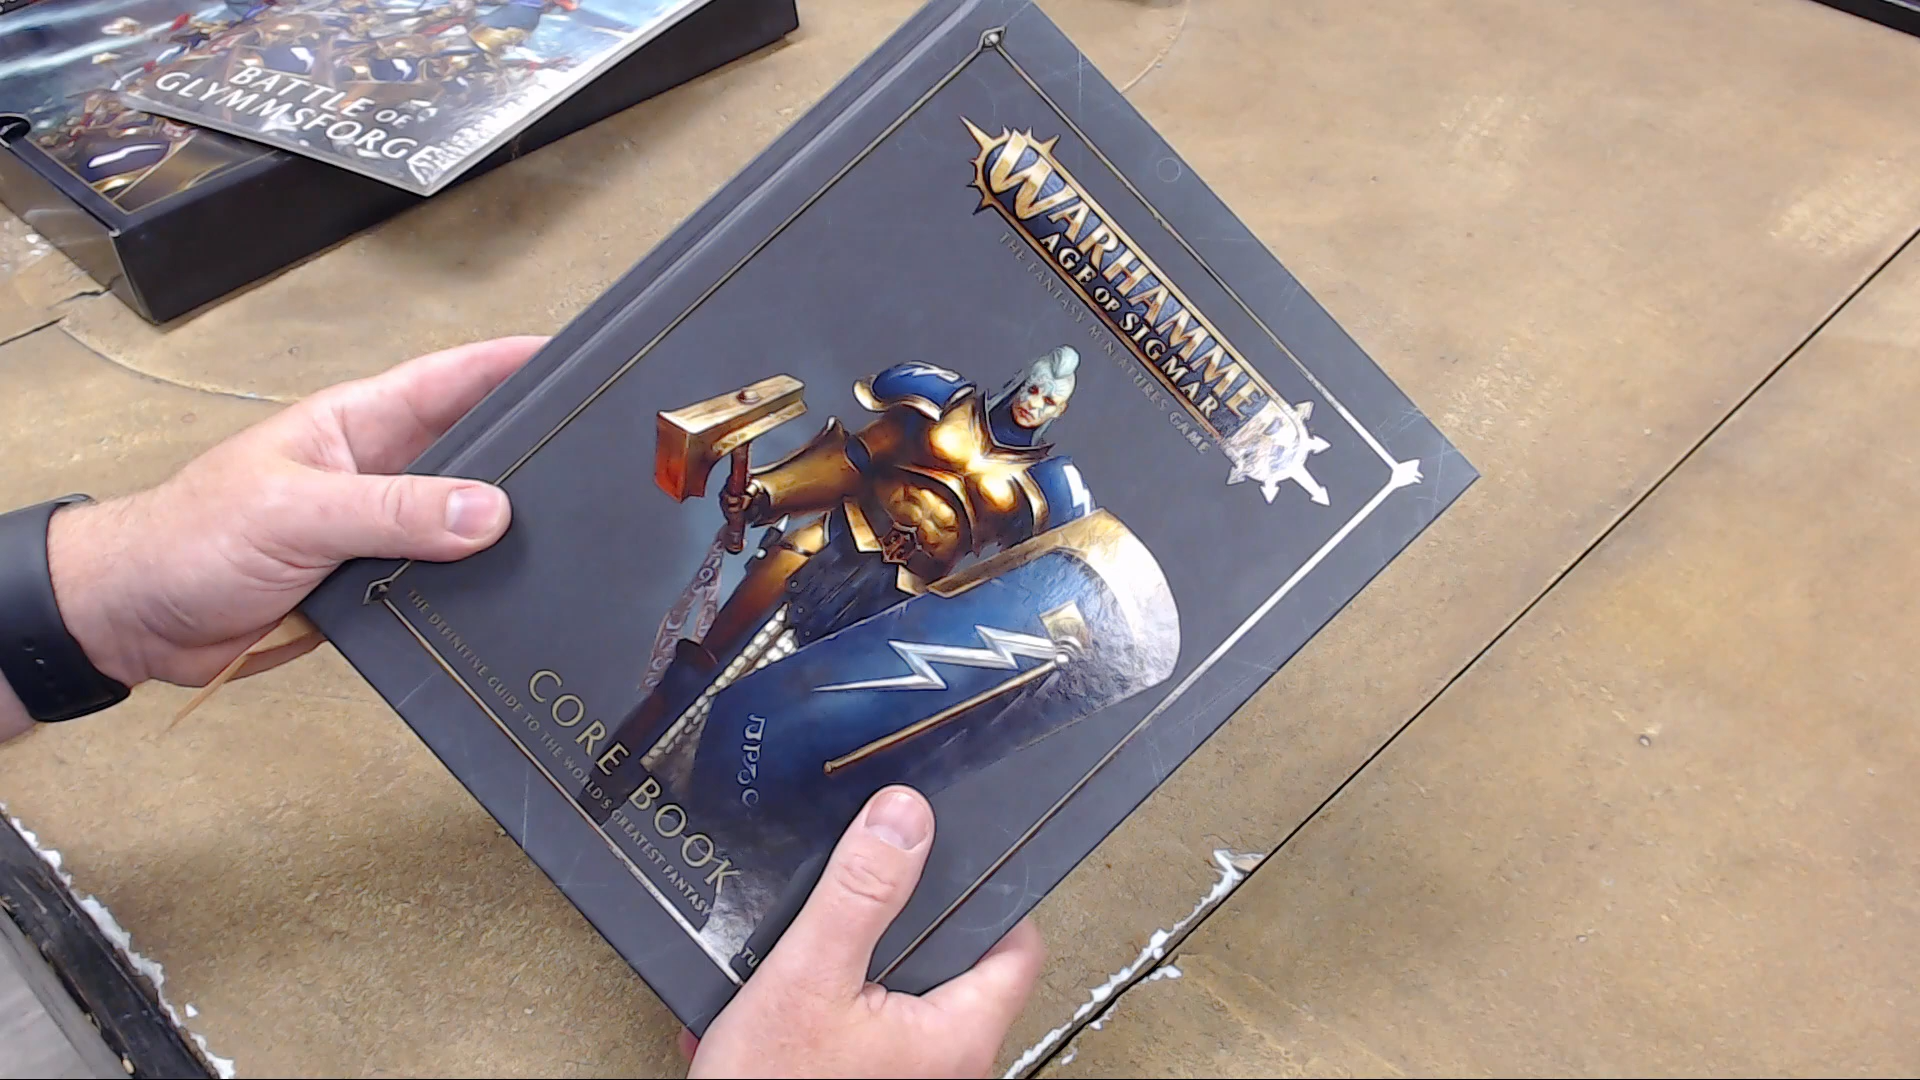 BATTLE OF
GLYMMSFORGE
WARHAMMER
AGE OF SIGMAR
THE FANTASY MINIATURES GAME
CORE BOOK
THE DEFINITIVE GUIDE TO THE WORLD'S GREATEST FANTASY